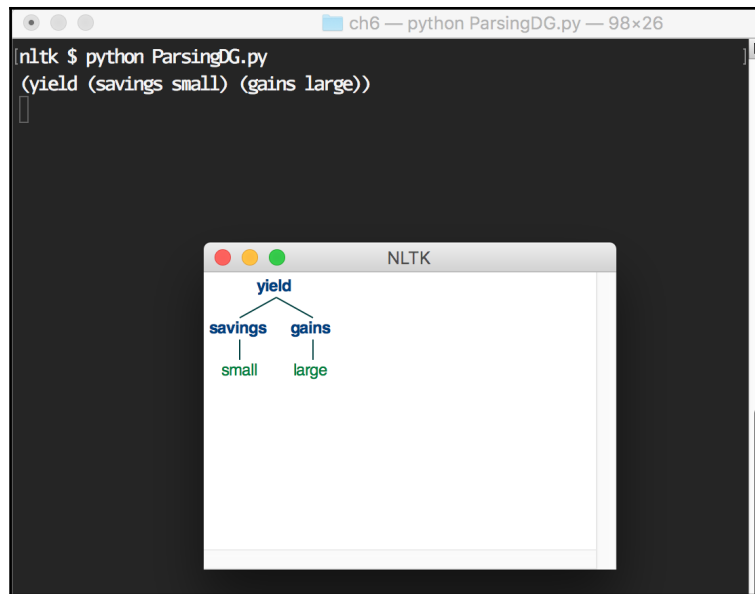 ch6 — python ParsingDG.py — 98×26
[nltk $ python ParsingDG.py ]
(yield (savings small) (gains large))
NLTK
yield
savings gains
small large